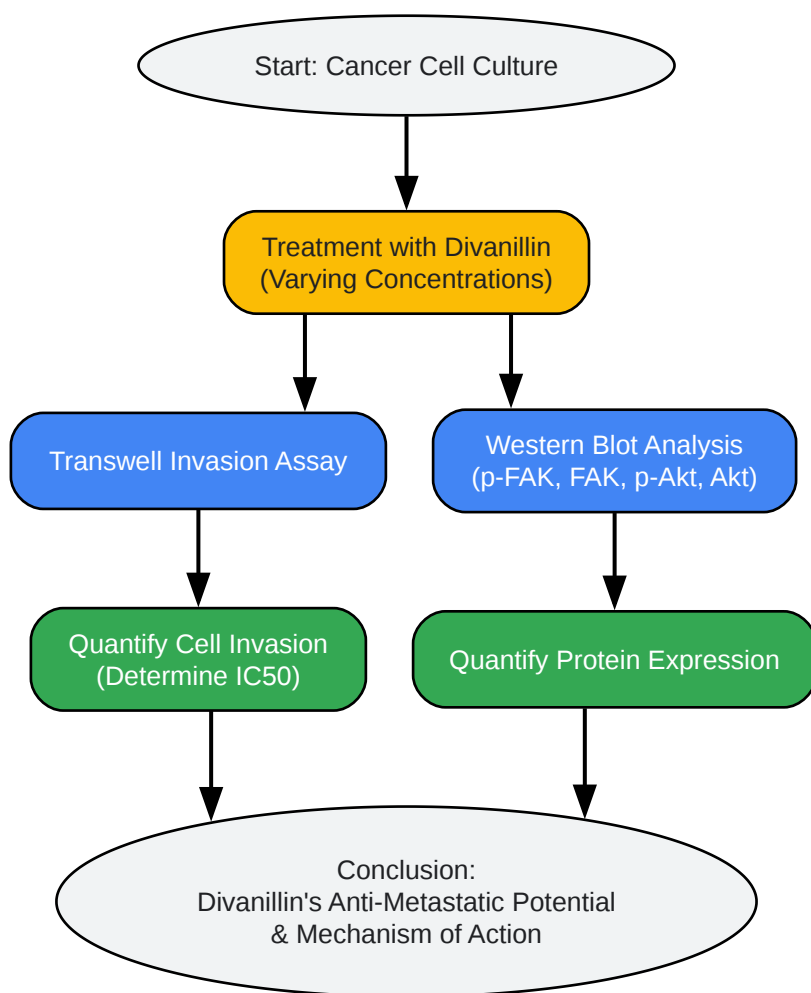 Start: Cancer Cell Culture
Treatment with Divanillin
(Varying Concentrations)
Transwell Invasion Assay
Western Blot Analysis
(p-FAK, FAK, p-Akt, Akt)
Quantify Cell Invasion
(Determine IC50)
Quantify Protein Expression
Conclusion:
Divanillin's Anti-Metastatic Potential
& Mechanism of Action